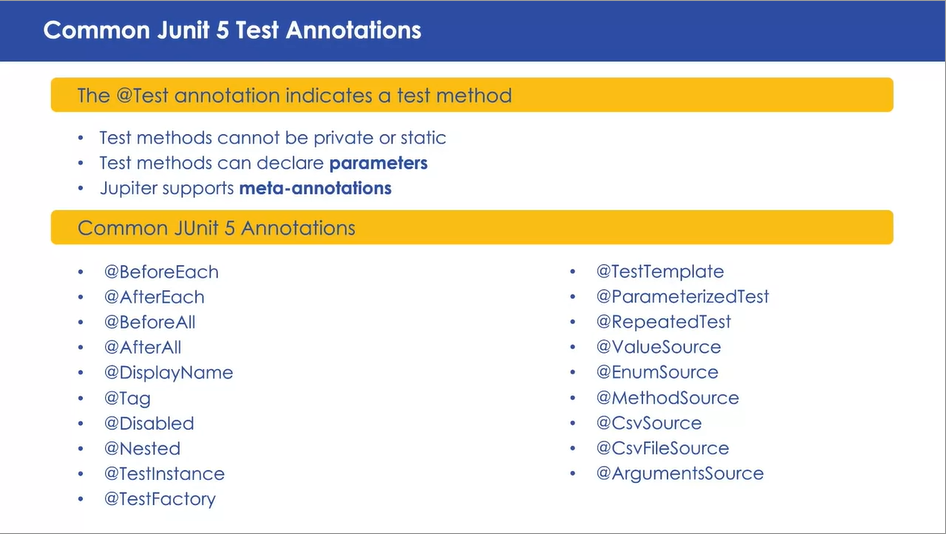 Common Junit 5 Test Annotations
The @Test annotation indicates a test method
• Test methods cannot be private or static
• Test methods can declare parameters
• Jupiter supports meta-annotations
Common JUnit 5 Annotations
• @BeforeEach
• @AfterEach
• @BeforeAll
• @AfterAll
• @DisplayName
• @Tag
• @Disabled
• @Nested
• @TestInstance
• @TestFactory
• @TestTemplate
• @ParameterizedTest
• @RepeatedTest
• @ValueSource
• @EnumSource
• @MethodSource
• @CsvSource
• @CsvFileSource
• @ArgumentsSource